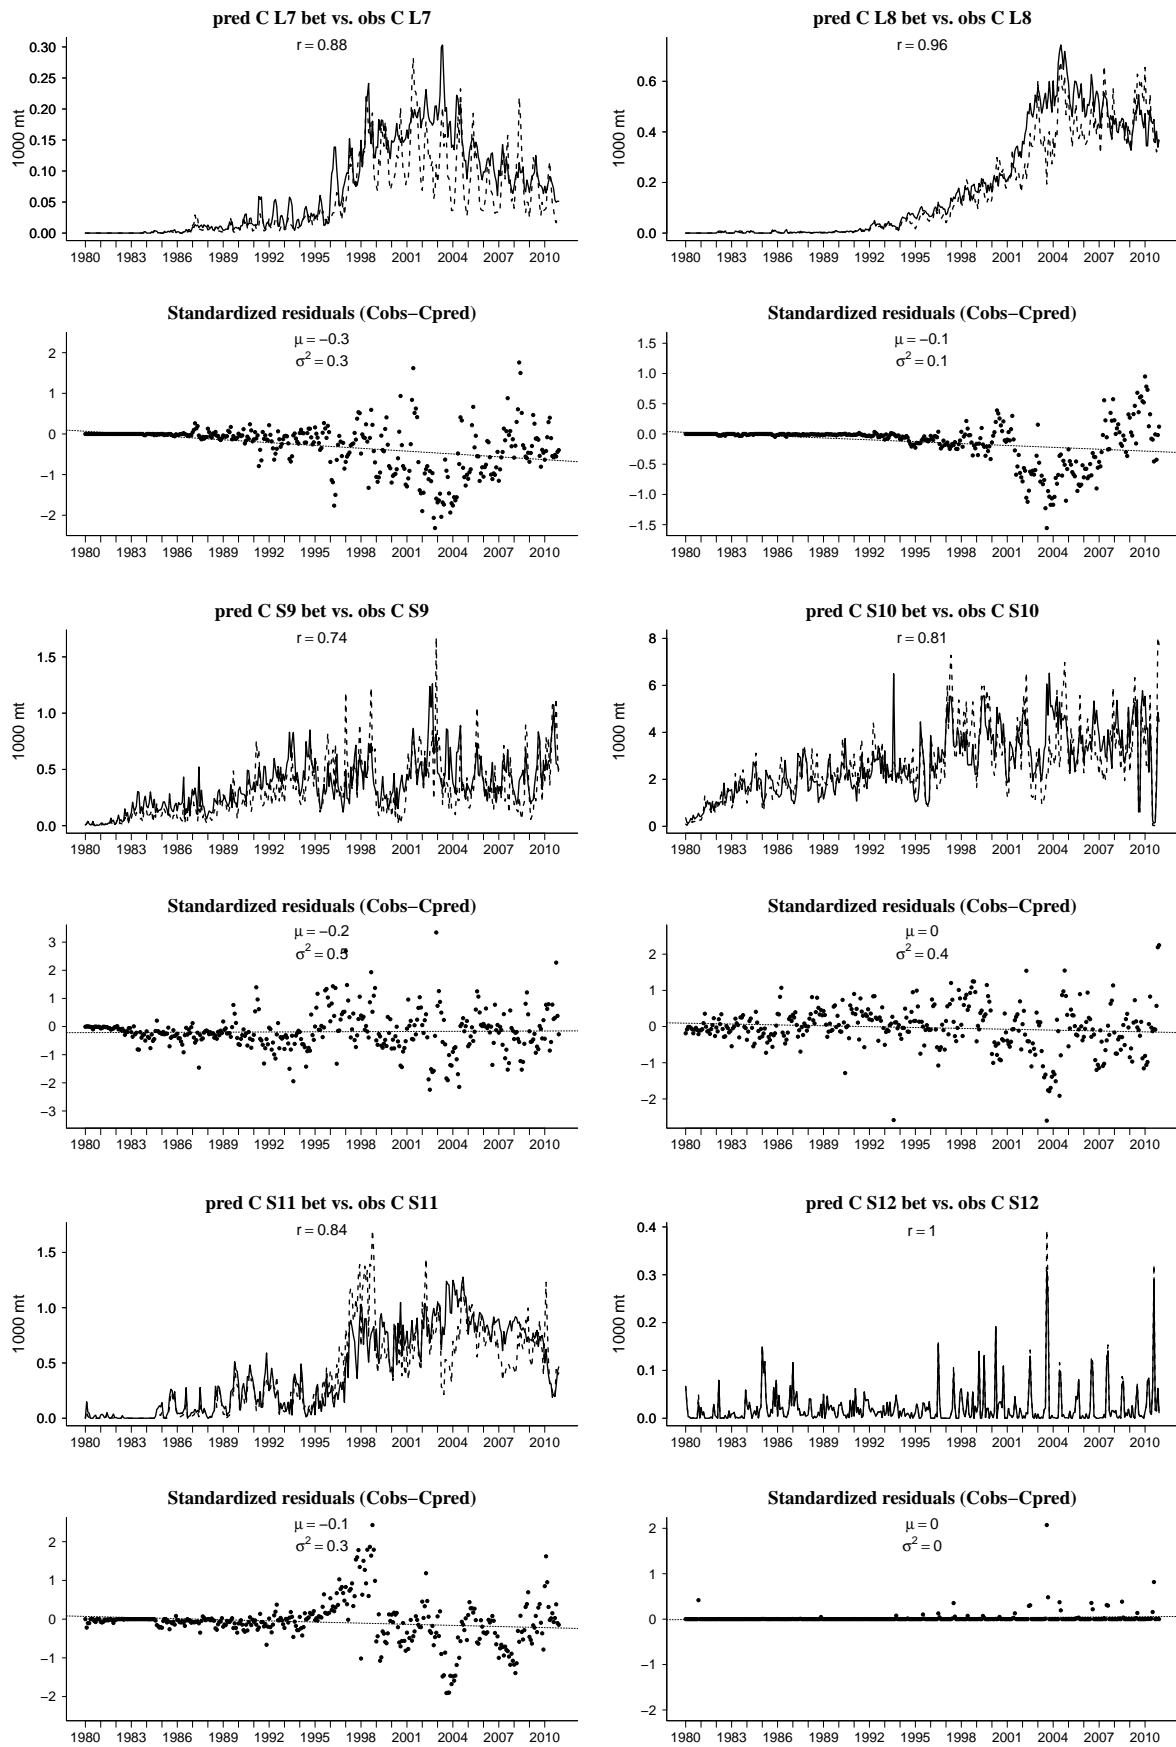 pred C L7 bet vs. obs C L7
r = 0.88
1000 mt
0.30
0.25
0.20
0.15
0.10
0.05
0.00
1980 1983 1986 1989 1992 1995 1998 2001 2004 2007 2010
pred C L8 bet vs. obs C L8
r = 0.96
1000 mt
0.6
0.4
0.2
0.0
1980 1983 1986 1989 1992 1995 1998 2001 2004 2007 2010
Standardized residuals (Cobs−Cpred)
μ = −0.3
σ² = 0.3
2
1
0
−1
−2
1980 1983 1986 1989 1992 1995 1998 2001 2004 2007 2010
Standardized residuals (Cobs−Cpred)
μ = −0.1
σ² = 0.1
1.5
1.0
0.5
0.0
−0.5
−1.0
−1.5
1980 1983 1986 1989 1992 1995 1998 2001 2004 2007 2010
pred C S9 bet vs. obs C S9
r = 0.74
1000 mt
1.5
1.0
0.5
0.0
1980 1983 1986 1989 1992 1995 1998 2001 2004 2007 2010
pred C S10 bet vs. obs C S10
r = 0.81
1000 mt
8
6
4
2
0
1980 1983 1986 1989 1992 1995 1998 2001 2004 2007 2010
Standardized residuals (Cobs−Cpred)
μ = −0.2
σ² = 0.5
3
2
1
0
−1
−2
−3
1980 1983 1986 1989 1992 1995 1998 2001 2004 2007 2010
Standardized residuals (Cobs−Cpred)
μ = 0
σ² = 0.4
2
1
0
−1
−2
1980 1983 1986 1989 1992 1995 1998 2001 2004 2007 2010
pred C S11 bet vs. obs C S11
r = 0.84
1000 mt
1.5
1.0
0.5
0.0
1980 1983 1986 1989 1992 1995 1998 2001 2004 2007 2010
pred C S12 bet vs. obs C S12
r = 1
1000 mt
0.4
0.3
0.2
0.1
0.0
1980 1983 1986 1989 1992 1995 1998 2001 2004 2007 2010
Standardized residuals (Cobs−Cpred)
μ = −0.1
σ² = 0.3
2
1
0
−1
−2
1980 1983 1986 1989 1992 1995 1998 2001 2004 2007 2010
Standardized residuals (Cobs−Cpred)
μ = 0
σ² = 0
2
1
0
−1
−2
1980 1983 1986 1989 1992 1995 1998 2001 2004 2007 2010